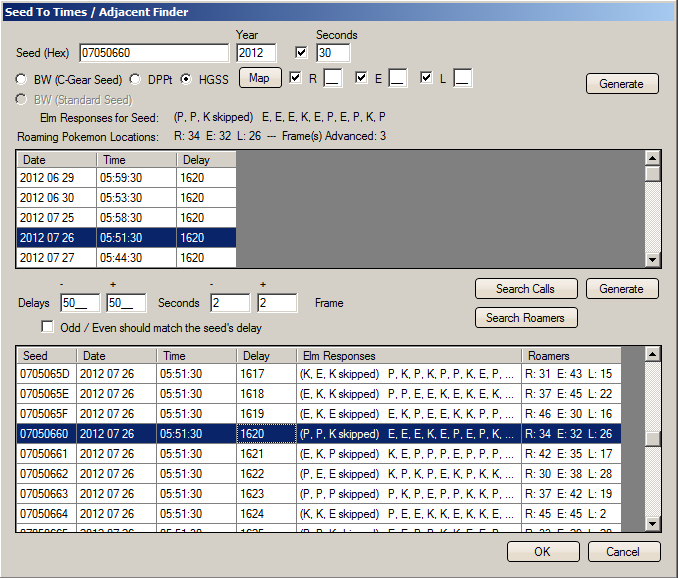 Seed To Times / Adjacent Finder
Year Seconds
Seed (Hex) 07050660 2012 30
BW (C-Gear Seed) DPPt HGSS Map R __ E __ L __ Generate
BW (Standard Seed)
Elm Responses for Seed: (P, P, K skipped) E, E, E, K, E, P, E, P, K, P
Roaming Pokemon Locations: R: 34 E: 32 L: 26 --- Frame(s) Advanced: 3
Date Time Delay
2012 06 29 05:59:30 1620
2012 06 30 05:53:30 1620
2012 07 25 05:58:30 1620
2012 07 26 05:51:30 1620
2012 07 27 05:44:30 1620
- + - +
Search Calls Generate
Delays 50__ 50__ Seconds 2 2 Frame
Search Roamers
Odd / Even should match the seed's delay
Seed Date Time Delay Elm Responses Roamers
0705065D 2012 07 26 05:51:30 1617 (K, E, K skipped) P, K, P, K, P, P, K, E, P, ... R: 31 E: 43 L: 15
0705065E 2012 07 26 05:51:30 1618 (P, E, E skipped) P, E, K, P, E, K, K, K, K, ... R: 37 E: 45 L: 22
0705065F 2012 07 26 05:51:30 1619 (E, K, E skipped) K, P, E, K, P, E, P, K, P, ... R: 46 E: 30 L: 16
07050660 2012 07 26 05:51:30 1620 (P, P, K skipped) E, E, E, K, E, P, E, P, K, ... R: 34 E: 32 L: 26
07050661 2012 07 26 05:51:30 1621 (E, K, P skipped) K, E, P, P, E, E, K, K, E, ... R: 42 E: 35 L: 17
07050662 2012 07 26 05:51:30 1622 (P, E, E skipped) K, P, K, P, K, E, P, K, P, ... R: 30 E: 38 L: 28
07050663 2012 07 26 05:51:30 1623 (P, P, P skipped) P, K, P, E, P, K, P, P, E, ... R: 37 E: 42 L: 19
07050664 2012 07 26 05:51:30 1624 (K, K, E skipped) P, E, E, K, K, E, K, K, K, ... R: 45 E: 45 L: 2
OK Cancel